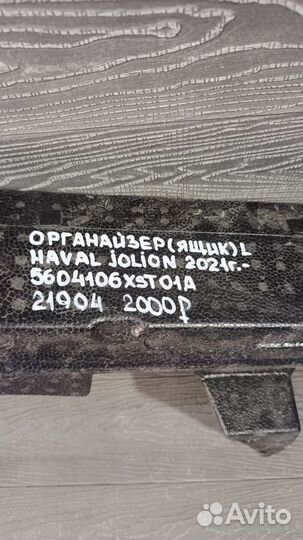 ОРГАНАЙЗЕР(ЯЩИК)L
HAVAL JOLION 2021г.-
5604106XST01A
21904 2000₽
Avito